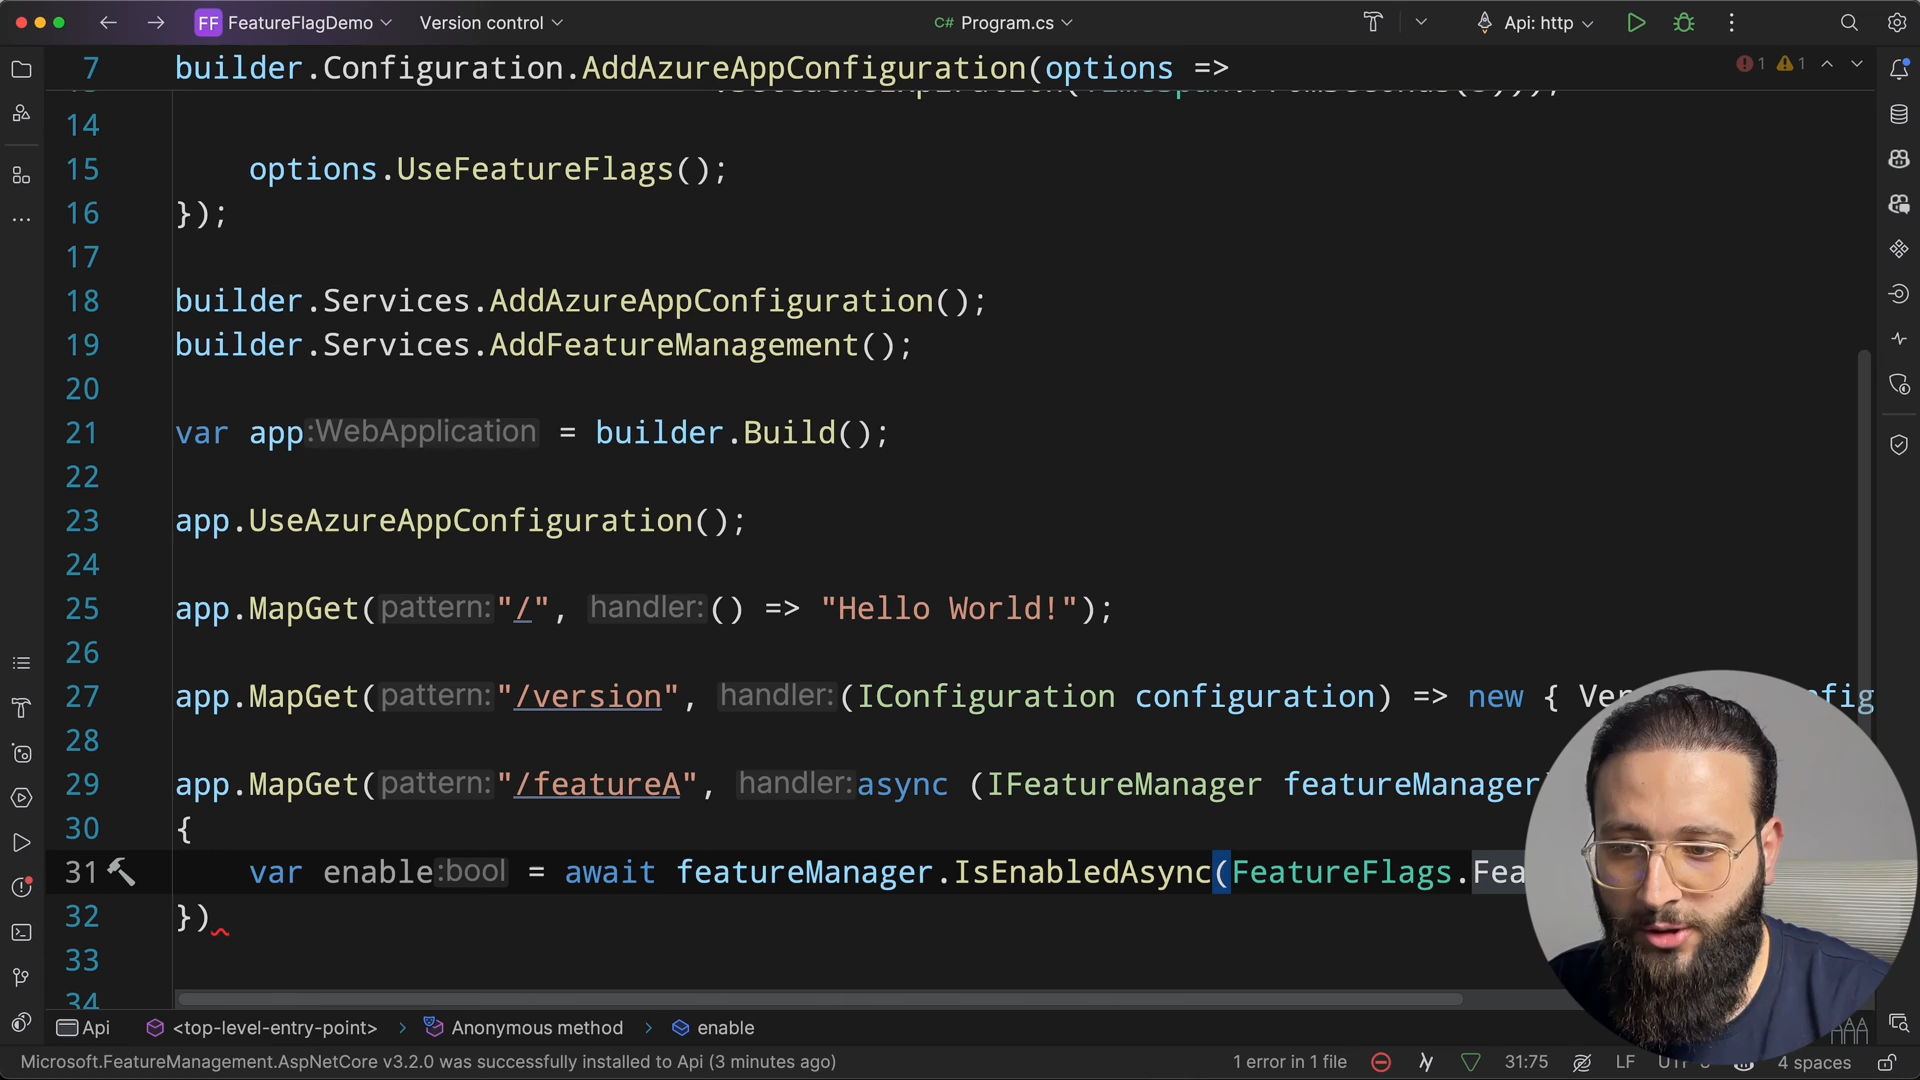 FF FeatureFlagDemo Version control C# Program.cs Api: http
7 builder.Configuration.AddAzureAppConfiguration(options =>
1 1
14
15 options.UseFeatureFlags();
16 });
17
18 builder.Services.AddAzureAppConfiguration();
19 builder.Services.AddFeatureManagement();
20
21 var app:WebApplication = builder.Build();
22
23 app.UseAzureAppConfiguration();
24
25 app.MapGet(pattern:"/", handler:() => "Hello World!");
26
27 app.MapGet(pattern:"/version", handler:(IConfiguration configuration) => new { Ver
28
29 app.MapGet(pattern:"/featureA", handler:async (IFeatureManager featureManager
30 {
31 var enable:bool = await featureManager.IsEnabledAsync(FeatureFlags.Fea
32 })
33
34
Api <top-level-entry-point> Anonymous method enable
Microsoft.FeatureManagement.AspNetCore v3.2.0 was successfully installed to Api (3 minutes ago) 1 error in 1 file 31:75 LF 4 spaces